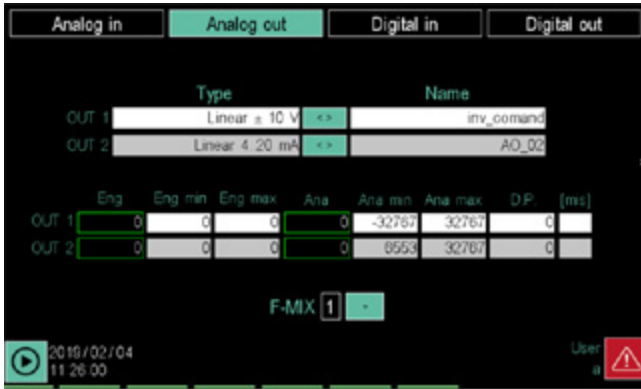 Analog in Analog out Digital in Digital out
Type Name
OUT 1 Linear ± 10 V <> inv_comand
OUT 2 Linear 4..20 mA <> AO_02
Eng Eng min Eng max Ana Ana min Ana max D.P. [ms]
OUT 1 0 0 0 0 -32767 32767 0
OUT 2 0 0 0 0 6553 32767 0
F-MIX 1 -
2019/02/04 User
11:26:00 a